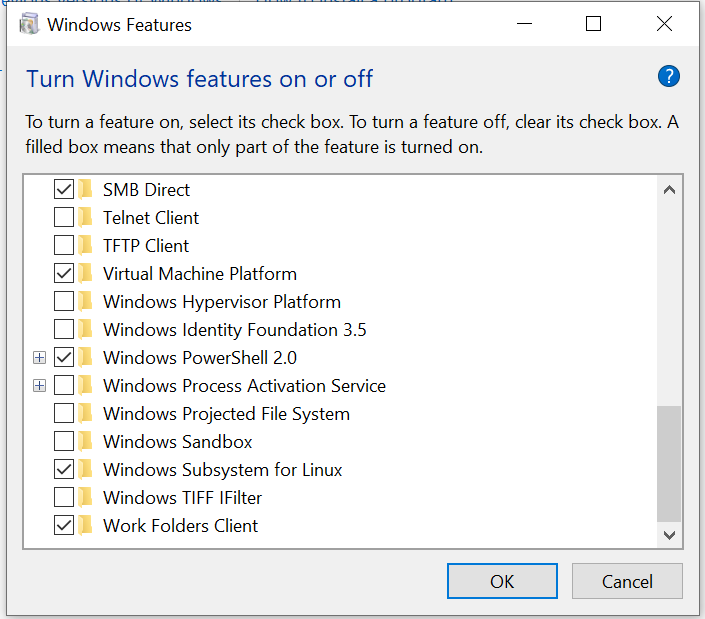 Windows Features
Turn Windows features on or off
?
To turn a feature on, select its check box. To turn a feature off, clear its check box. A
filled box means that only part of the feature is turned on.
SMB Direct
Telnet Client
TFTP Client
Virtual Machine Platform
Windows Hypervisor Platform
Windows Identity Foundation 3.5
Windows PowerShell 2.0
Windows Process Activation Service
Windows Projected File System
Windows Sandbox
Windows Subsystem for Linux
Windows TIFF IFilter
Work Folders Client
OK
Cancel